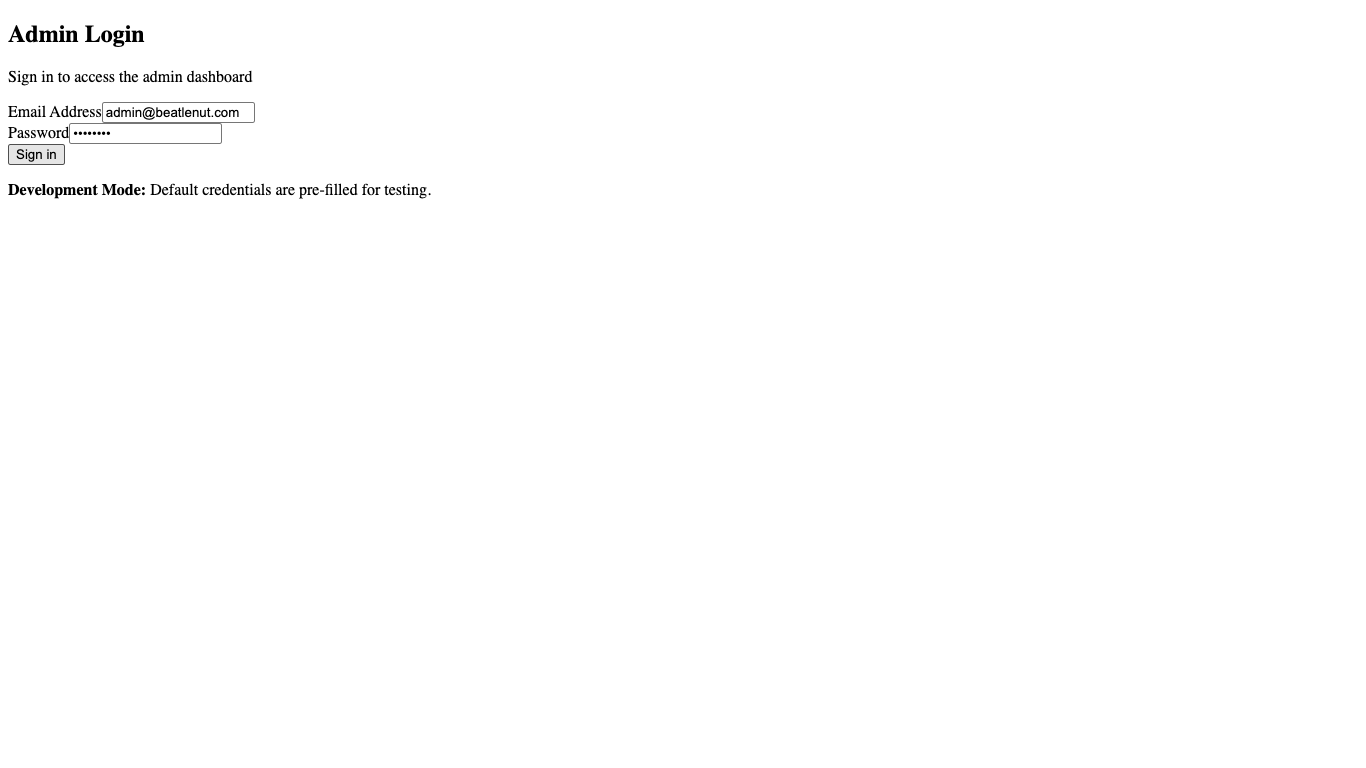 Admin Login
Sign in to access the admin dashboard
Email Address admin@beatlenut.com
Password ••••••••
Sign in
Development Mode: Default credentials are pre-filled for testing.